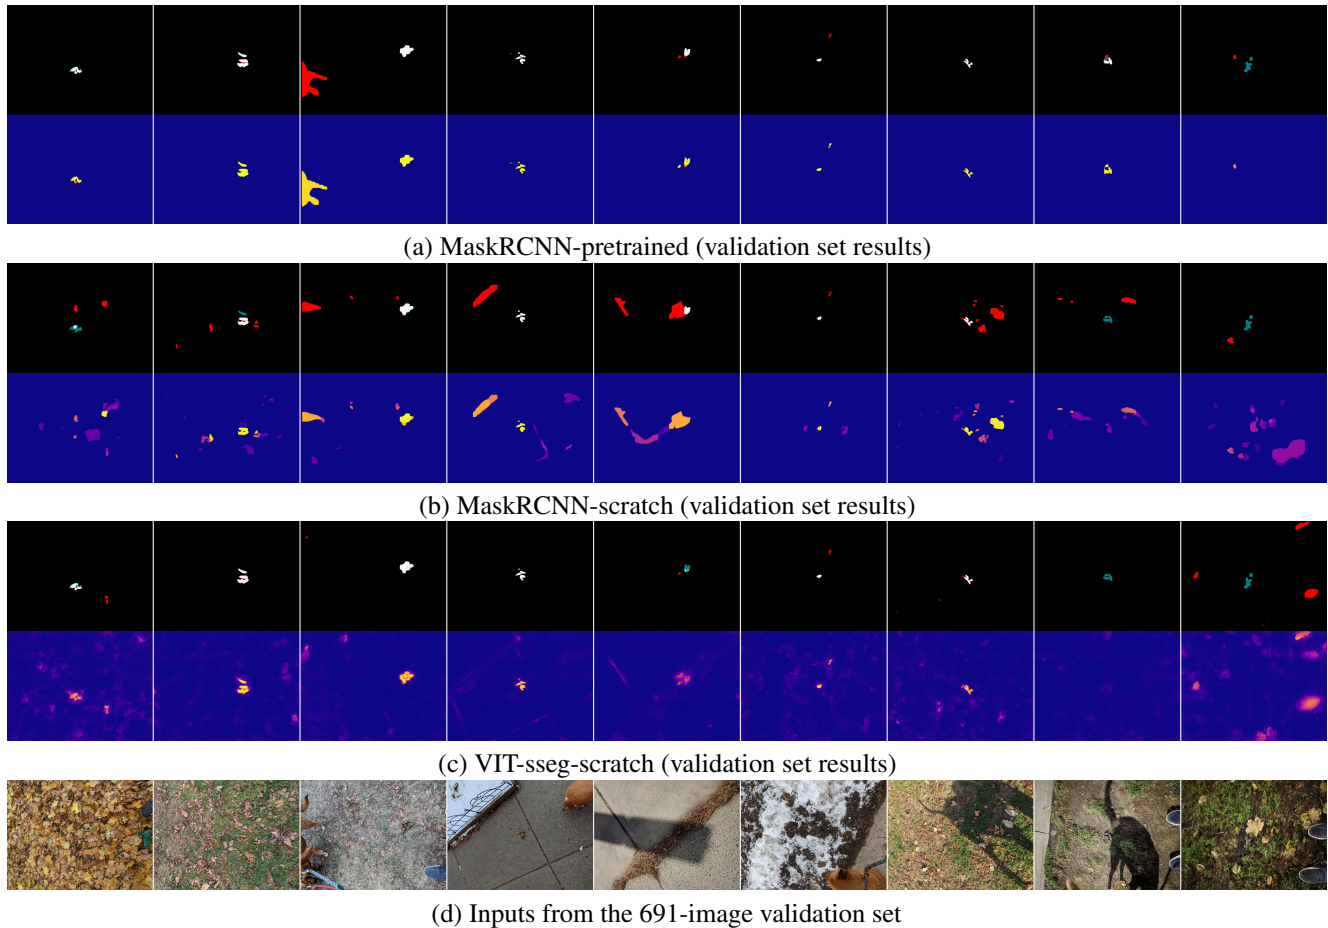 (a) MaskRCNN-pretrained (validation set results)
(b) MaskRCNN-scratch (validation set results)
(c) VIT-sseg-scratch (validation set results)
(d) Inputs from the 691-image validation set